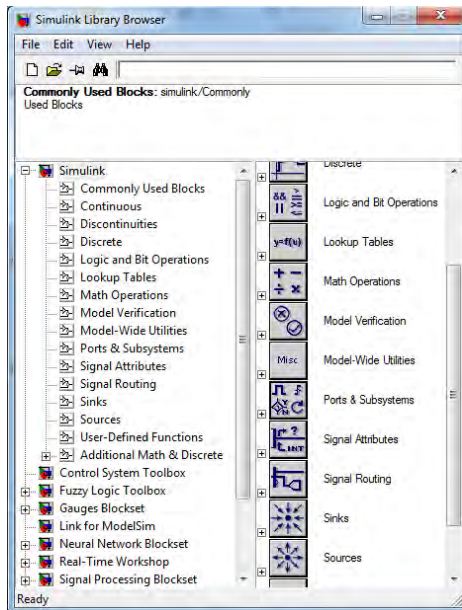 Simulink Library Browser
File Edit View Help
Commonly Used Blocks: simulink/Commonly
Used Blocks
Simulink
Commonly Used Blocks
Continuous
Discontinuities
Discrete
Logic and Bit Operations
Lookup Tables
Math Operations
Model Verification
Model-Wide Utilities
Ports & Subsystems
Signal Attributes
Signal Routing
Sinks
Sources
User-Defined Functions
Additional Math & Discrete
Control System Toolbox
Fuzzy Logic Toolbox
Gauges Blockset
Link for ModelSim
Neural Network Blockset
Real-Time Workshop
Signal Processing Blockset
Discrete
Logic and Bit Operations
y=f(u) Lookup Tables
+ − ÷ × Math Operations
Model Verification
Misc Model-Wide Utilities
Ports & Subsystems
Signal Attributes
Signal Routing
Sinks
Sources
Ready